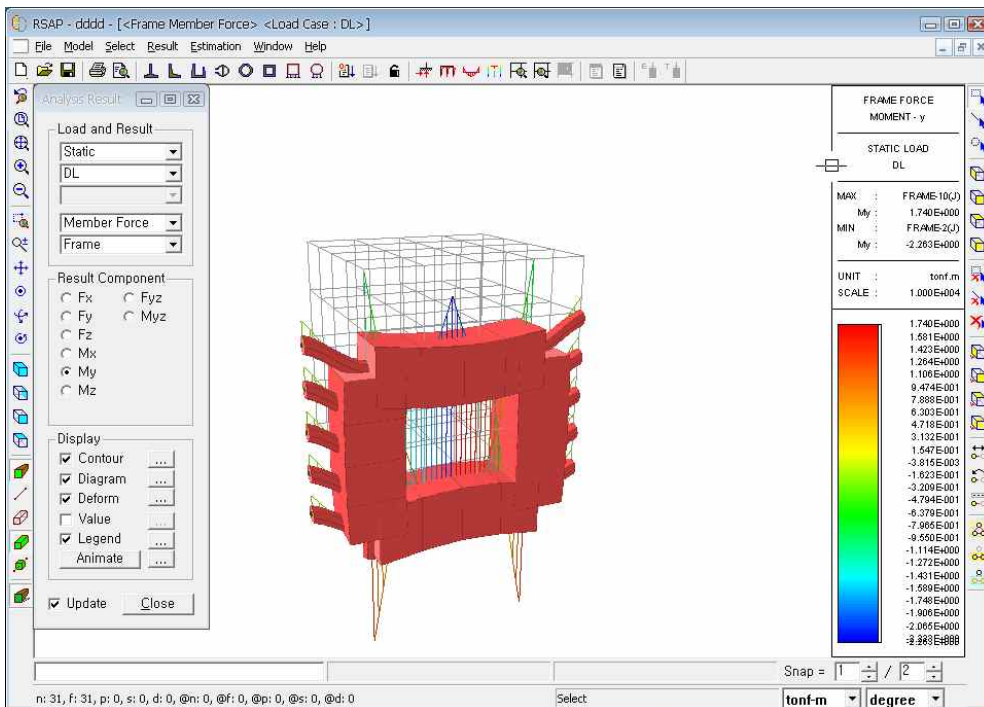 RSAP - dddd - [<Frame Member Force> <Load Case : DL>]
File Model Select Result Estimation Window Help
Analysis Result
Load and Result
Static
DL
Member Force
Frame
Result Component
Fx Fyz
Fy Myz
Fz
Mx
My
Mz
Display
Contour ...
Diagram ...
Deform ...
Value ...
Legend ...
Animate ...
Update Close
FRAME FORCE
MOMENT - y
STATIC LOAD
DL
MAX : FRAME-10(J)
My : 1.740E+000
MIN : FRAME-2(J)
My : -2.263E+000
UNIT : tonf.m
SCALE : 1.000E+004
1.740E+000
1.581E+000
1.423E+000
1.264E+000
1.106E+000
9.474E-001
7.888E-001
6.303E-001
4.718E-001
3.132E-001
1.547E-001
-3.815E-003
-1.623E-001
-3.209E-001
-4.794E-001
-6.379E-001
-7.965E-001
-9.550E-001
-1.114E+000
-1.272E+000
-1.431E+000
-1.589E+000
-1.748E+000
-1.906E+000
-2.065E+000
Snap = 1 / 2
n: 31, f: 31, p: 0, s: 0, d: 0, @n: 0, @f: 0, @p: 0, @s: 0, @d: 0 Select tonf-m degree